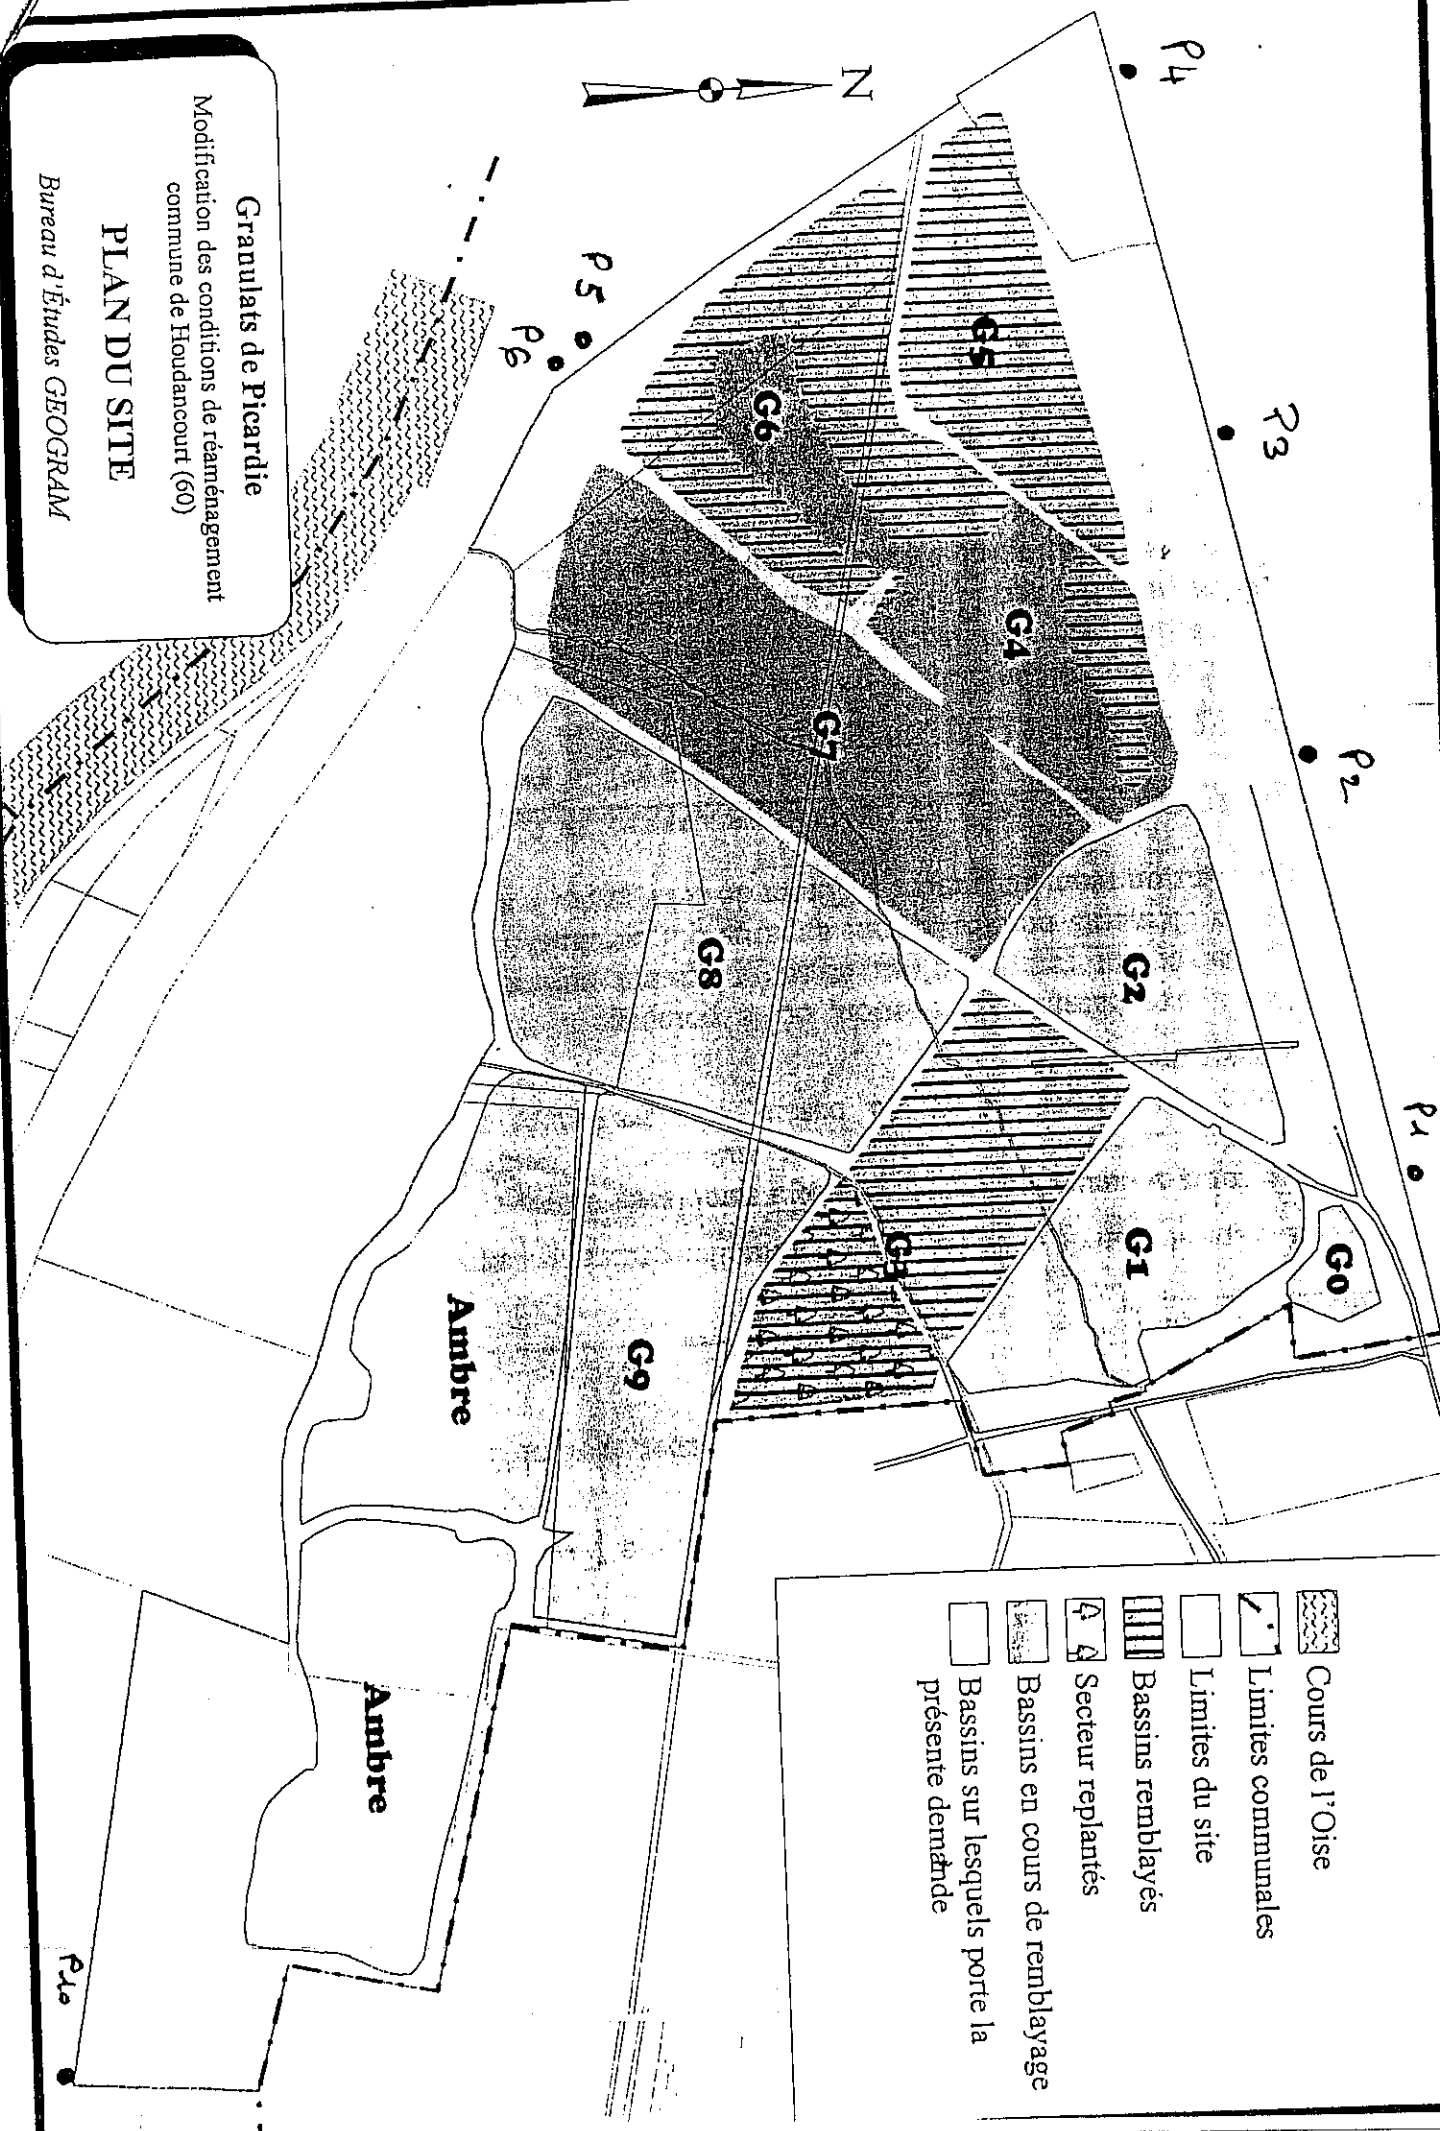 Granulats de Picardie
Modification des conditions de réaménagement
commune de Houdancourt (60)
PLAN DU SITE
Bureau d'Études GEOGRAM
N
P4
P3
P2
P1
P5
P6
P10
G5
G6
G4
G7
G2
G8
G1
G0
G3
G9
Ambre
Ambre
Cours de l'Oise
Limites communales
Limites du site
Bassins remblayés
Secteur replantés
Bassins en cours de remblayage
Bassins sur lesquels porte la
présente demande